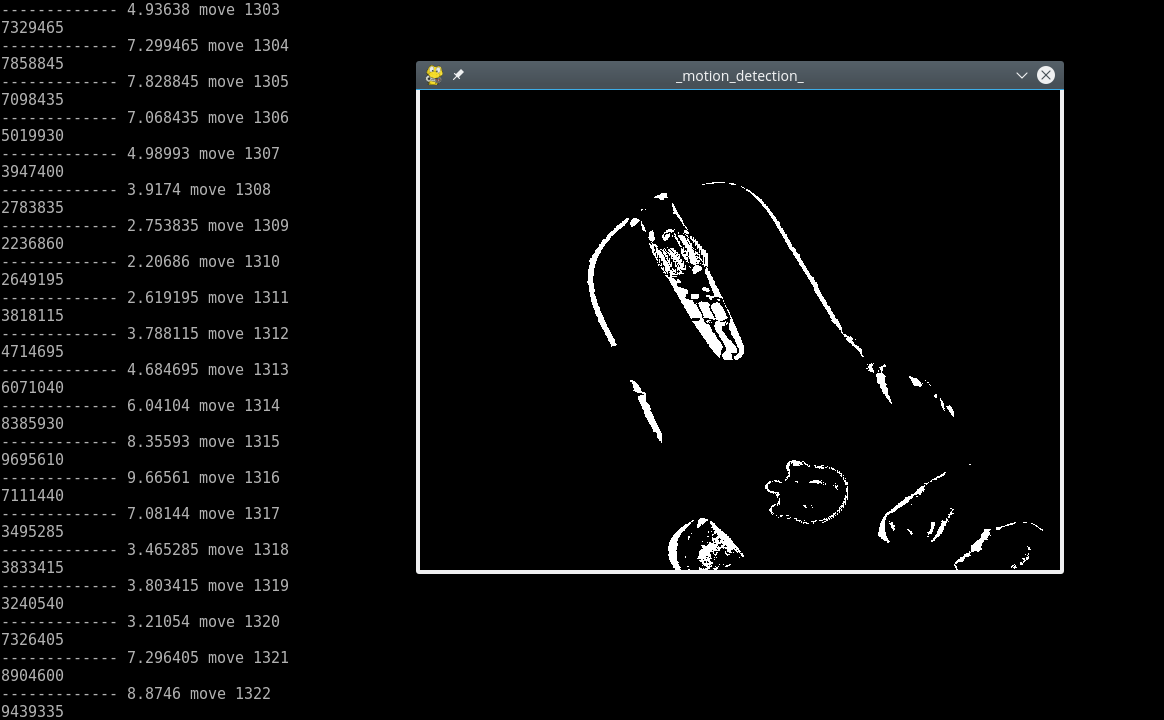 ------------- 4.93638 move 1303
7329465
------------- 7.299465 move 1304
7858845
------------- 7.828845 move 1305
7098435
------------- 7.068435 move 1306
5019930
------------- 4.98993 move 1307
3947400
------------- 3.9174 move 1308
2783835
------------- 2.753835 move 1309
2236860
------------- 2.20686 move 1310
2649195
------------- 2.619195 move 1311
3818115
------------- 3.788115 move 1312
4714695
------------- 4.684695 move 1313
6071040
------------- 6.04104 move 1314
8385930
------------- 8.35593 move 1315
9695610
------------- 9.66561 move 1316
7111440
------------- 7.08144 move 1317
3495285
------------- 3.465285 move 1318
3833415
------------- 3.803415 move 1319
3240540
------------- 3.21054 move 1320
7326405
------------- 7.296405 move 1321
8904600
------------- 8.8746 move 1322
9439335
_motion_detection_